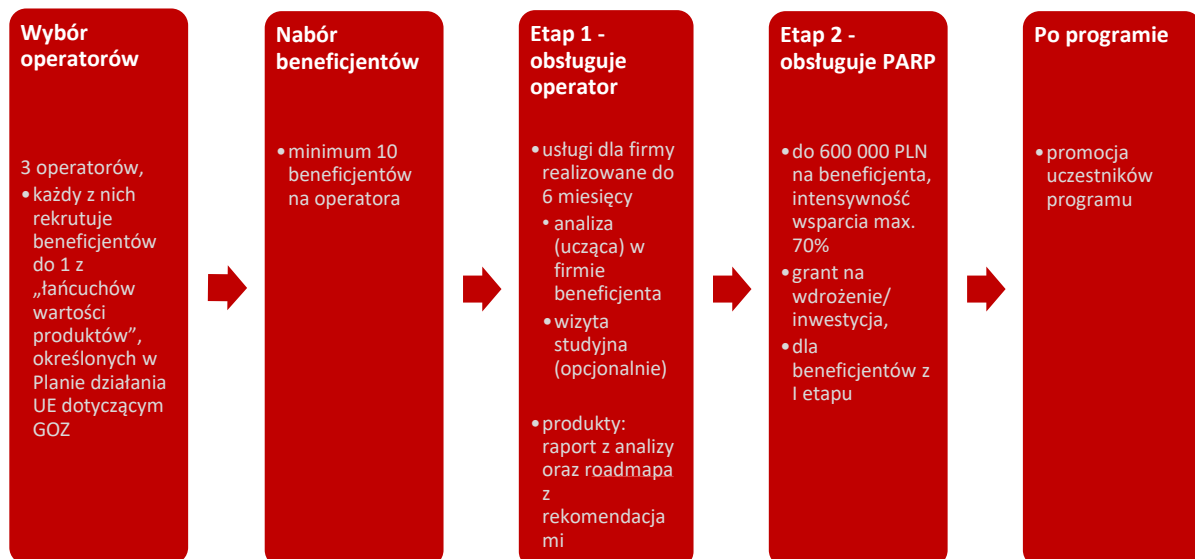 Wybór
operatorów
3 operatorów,
•każdy z nich
rekrutuje
beneficjentów
do 1 z
„łańcuchów
wartości
produktów”,
określonych w
Planie działania
UE dotyczącym
GOZ
Nabór
beneficjentów
•minimum 10
beneficjentów
na operatora
Etap 1 -
obsługuje
operator
•usługi dla firmy
realizowane do
6 miesięcy
•analiza
(ucząca) w
firmie
beneficjenta
•wizyta
studyjna
(opcjonalnie)
•produkty:
raport z analizy
oraz roadmapa
z
rekomendacja
mi
Etap 2 -
obsługuje PARP
•do 600 000 PLN
na beneficjenta,
intensywność
wsparcia max.
70%
•grant na
wdrożenie/
inwestycja,
•dla
beneficjentów z
I etapu
Po programie
•promocja
uczestników
programu